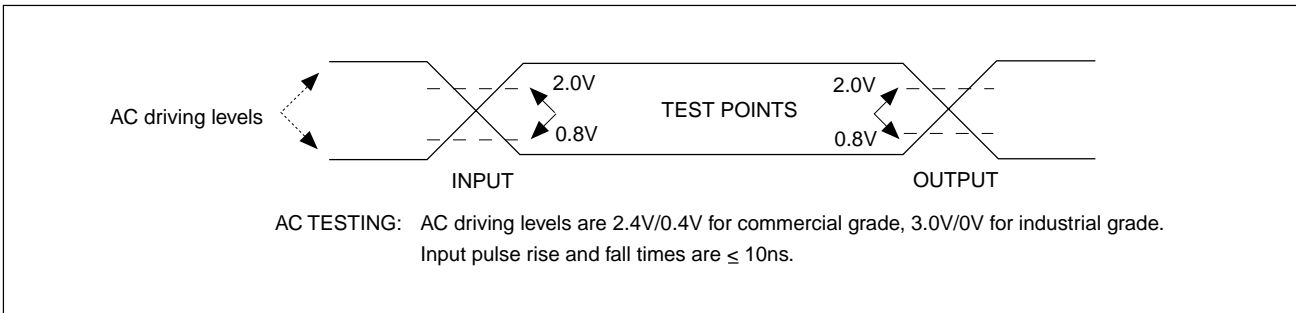 2.0V
2.0V
AC driving levels
TEST POINTS
0.8V
0.8V
INPUT
OUTPUT
AC TESTING: AC driving levels are 2.4V/0.4V for commercial grade, 3.0V/0V for industrial grade.
Input pulse rise and fall times are ≤ 10ns.